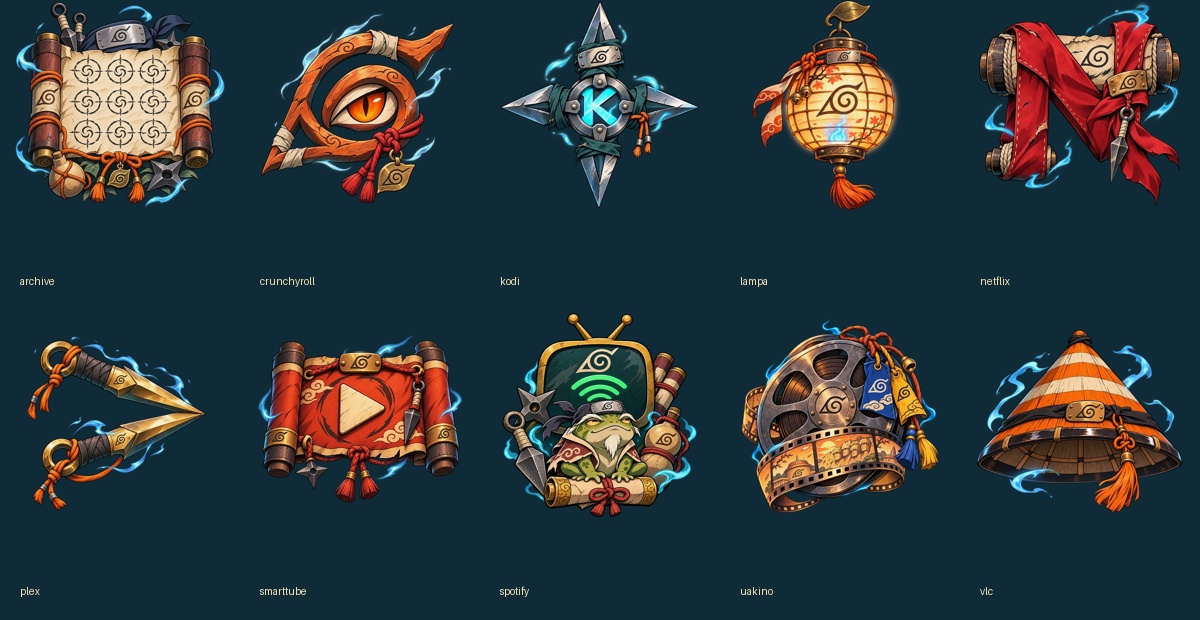 K
archive
crunchyroll
kodi
lampa
netflix
plex
smarttube
spotify
uakino
vlc